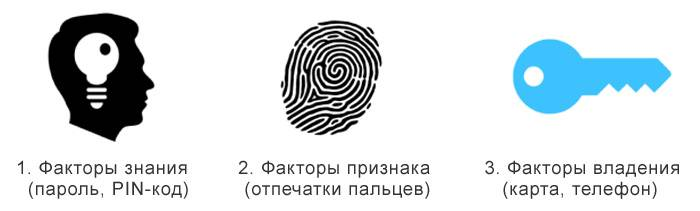 1. Факторы знания
(пароль, PIN-код)
2. Факторы признака
(отпечатки пальцев)
3. Факторы владения
(карта, телефон)